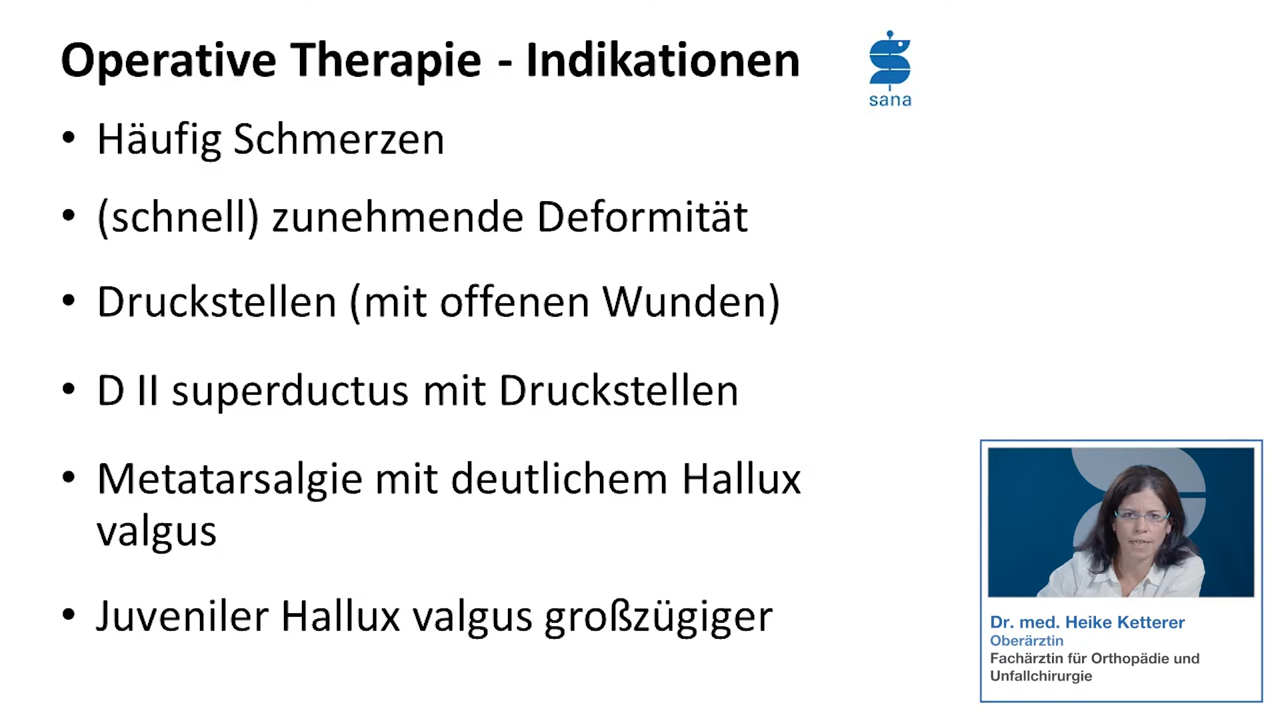 Operative Therapie - Indikationen
sana
• Häufig Schmerzen
• (schnell) zunehmende Deformität
• Druckstellen (mit offenen Wunden)
• D II superductus mit Druckstellen
• Metatarsalgie mit deutlichem Hallux
valgus
• Juveniler Hallux valgus großzügiger
Dr. med. Heike Ketterer
Oberärztin
Fachärztin für Orthopädie und
Unfallchirurgie